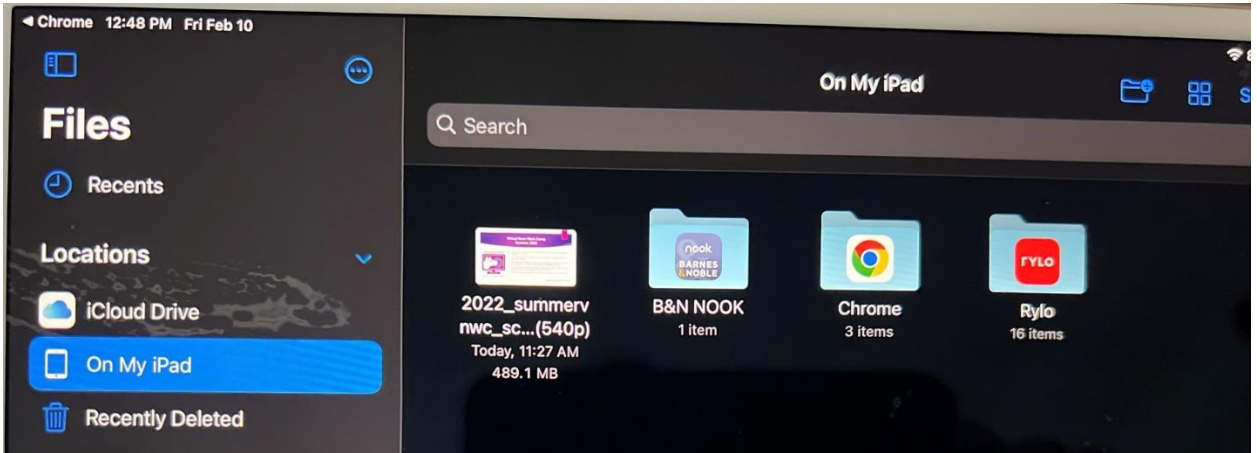 Chrome 12:48 PM Fri Feb 10
Files
Recents
Locations
iCloud Drive
On My iPad
Recently Deleted
On My iPad
Search
2022_summerv
nwc_sc...(540p)
Today, 11:27 AM
489.1 MB
nook
BARNES
&NOBLE
B&N NOOK
1 item
Chrome
3 items
rylo
Rylo
16 items